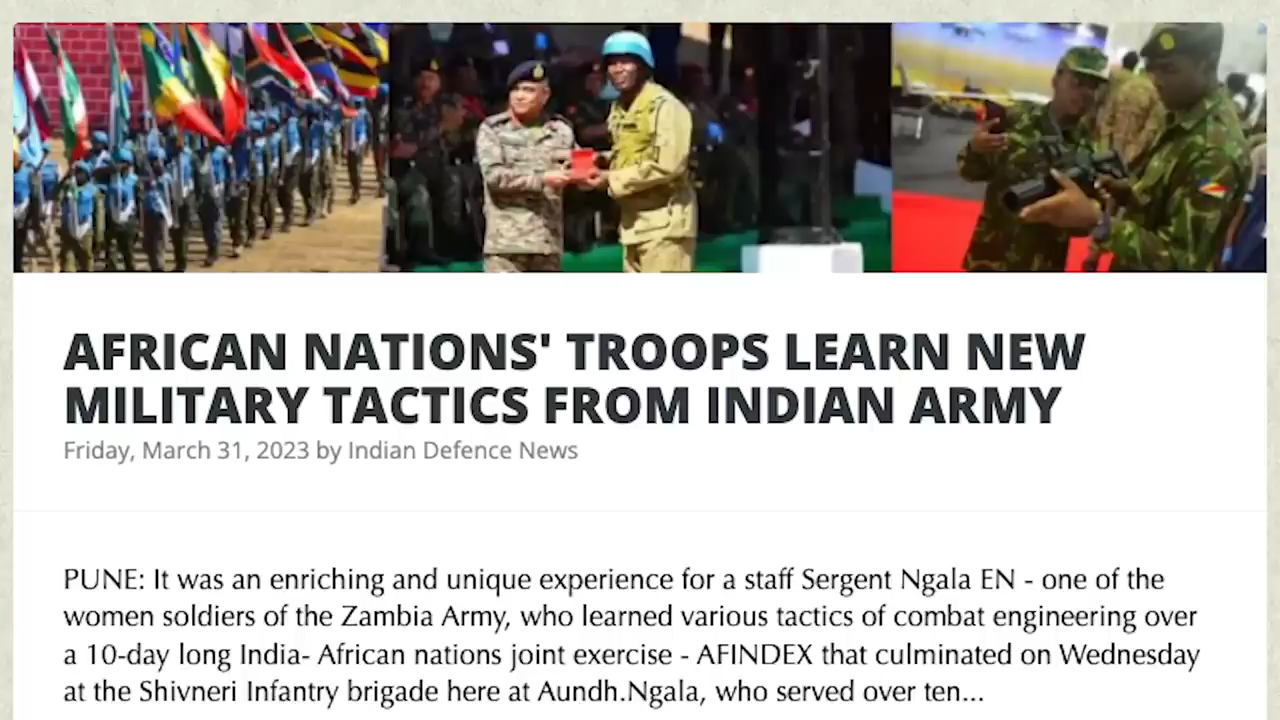 AFRICAN NATIONS' TROOPS LEARN NEW
MILITARY TACTICS FROM INDIAN ARMY
Friday, March 31, 2023 by Indian Defence News
PUNE: It was an enriching and unique experience for a staff Sergent Ngala EN - one of the
women soldiers of the Zambia Army, who learned various tactics of combat engineering over
a 10-day long India- African nations joint exercise - AFINDEX that culminated on Wednesday
at the Shivneri Infantry brigade here at Aundh.Ngala, who served over ten...